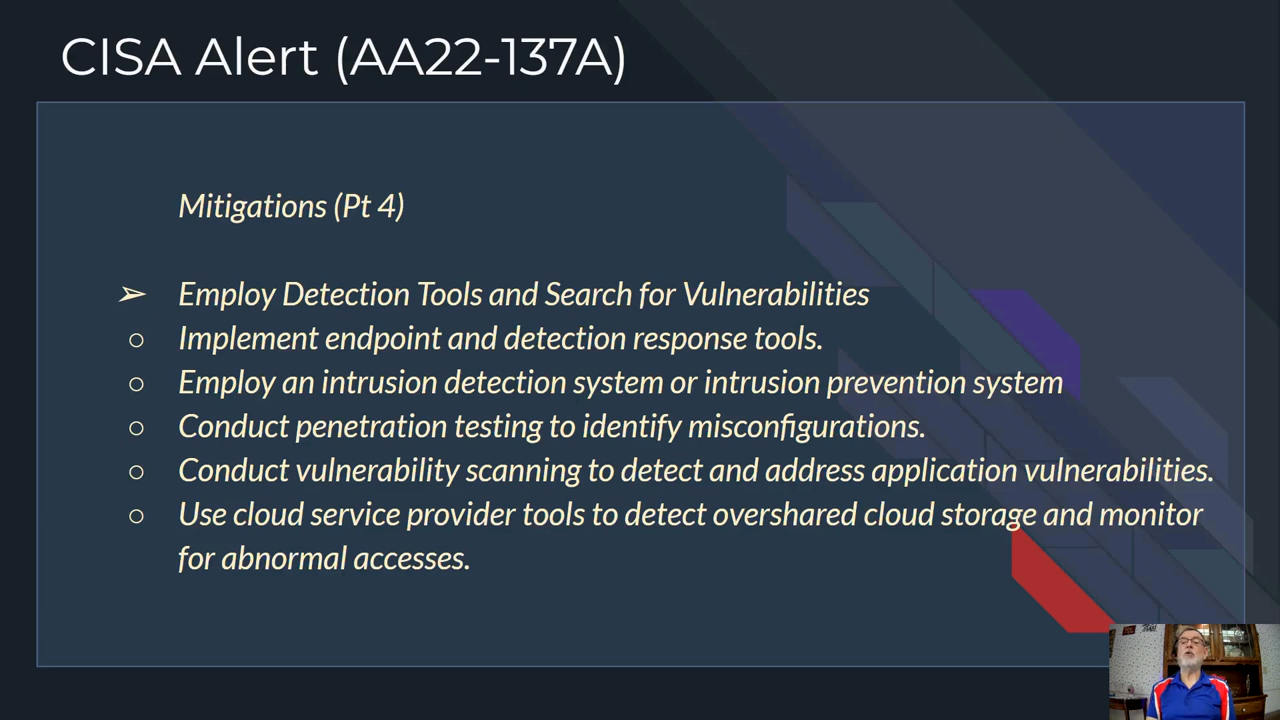 CISA Alert (AA22-137A)
Mitigations (Pt 4)
➢ Employ Detection Tools and Search for Vulnerabilities
○ Implement endpoint and detection response tools.
○ Employ an intrusion detection system or intrusion prevention system
○ Conduct penetration testing to identify misconfigurations.
○ Conduct vulnerability scanning to detect and address application vulnerabilities.
○ Use cloud service provider tools to detect overshared cloud storage and monitor
for abnormal accesses.